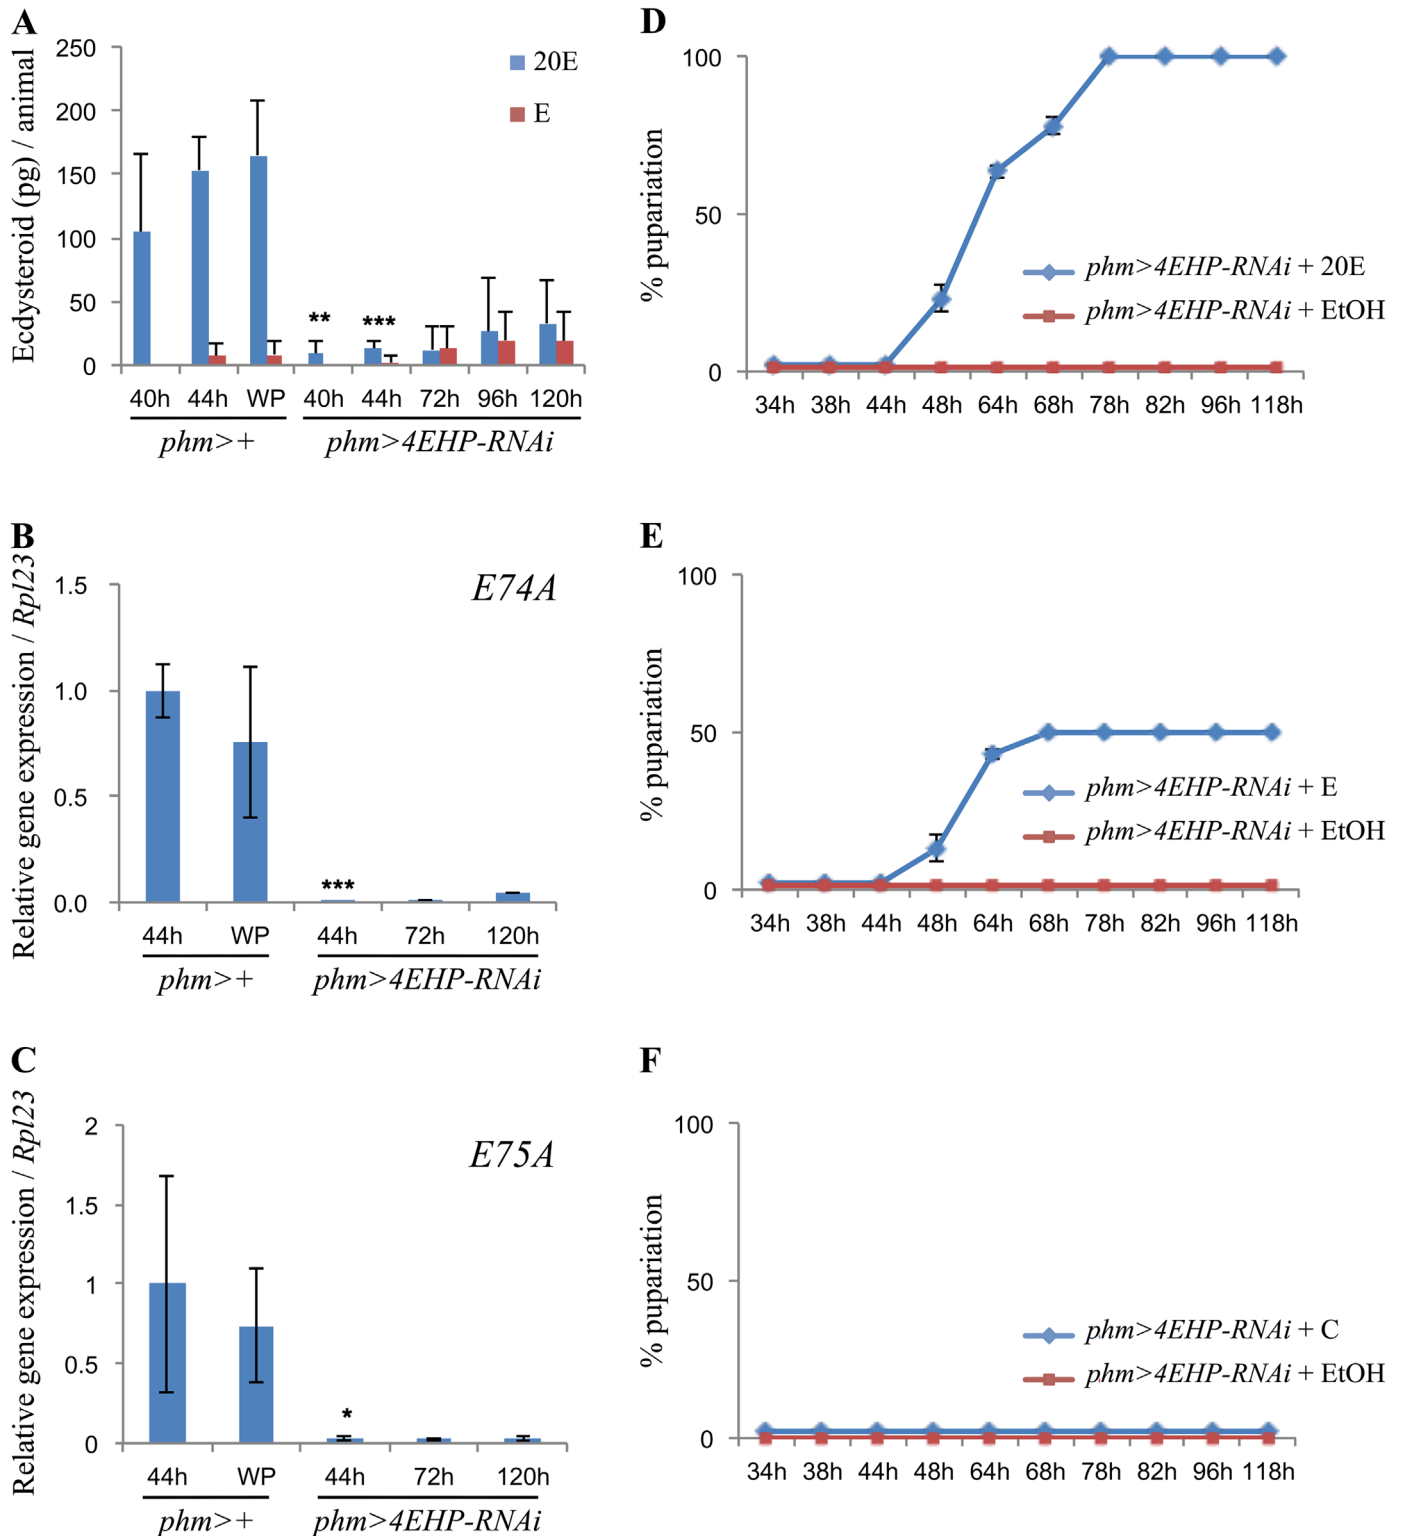 A
Ecdysteroid (pg) / animal
250
200
150
100
50
0
20E
E
** ***
40h 44h WP 40h 44h 72h 96h 120h
phm>+ phm>4EHP-RNAi
B
Relative gene expression / Rpl23
E74A
1.5
1.0
0.5
0.0
***
44h WP 44h 72h 120h
phm>+ phm>4EHP-RNAi
C
Relative gene expression / Rpl23
E75A
2
1.5
1
0.5
0
*
44h WP 44h 72h 120h
phm>+ phm>4EHP-RNAi
D
% pupariation
100
50
0
phm>4EHP-RNAi + 20E
phm>4EHP-RNAi + EtOH
34h 38h 44h 48h 64h 68h 78h 82h 96h 118h
E
% pupariation
100
50
0
phm>4EHP-RNAi + E
phm>4EHP-RNAi + EtOH
34h 38h 44h 48h 64h 68h 78h 82h 96h 118h
F
% pupariation
100
50
0
phm>4EHP-RNAi + C
phm>4EHP-RNAi + EtOH
34h 38h 44h 48h 64h 68h 78h 82h 96h 118h